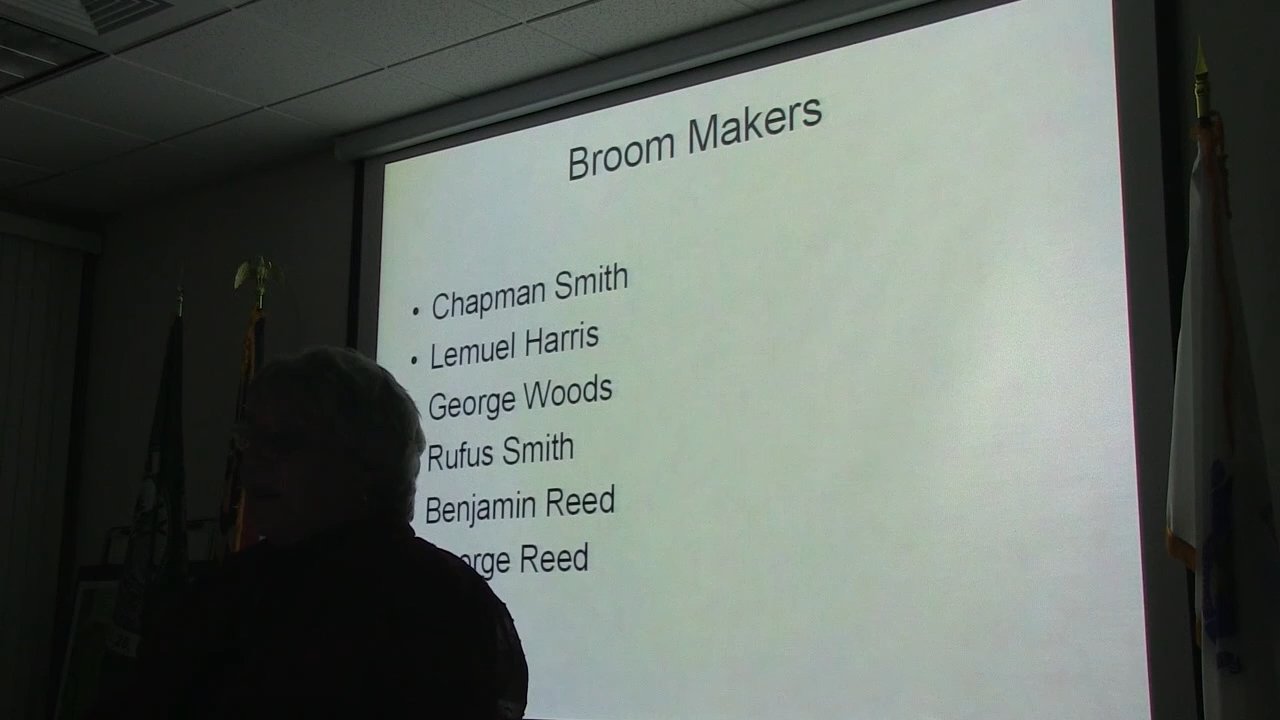 Broom Makers
• Chapman Smith
• Lemuel Harris
George Woods
Rufus Smith
Benjamin Reed
Reed